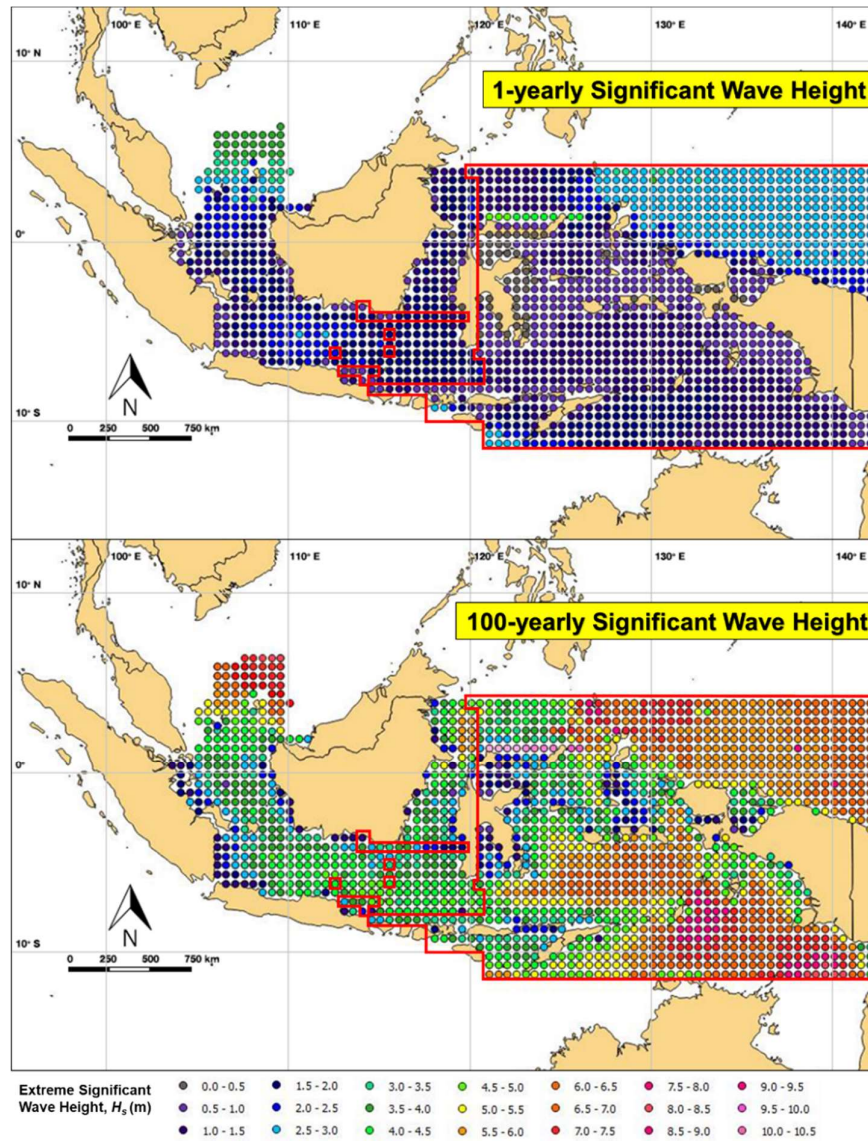 100° E 110° E 120° E 130° E 140° E
10° N
1-yearly Significant Wave Height
0°
N
10° S
0 250 500 750 km
100° E 110° E 120° E 130° E 140° E
10° N
100-yearly Significant Wave Height
0°
N
10° S
0 250 500 750 km
Extreme Significant
Wave Height, Hs (m)
0.0 - 0.5 1.5 - 2.0 3.0 - 3.5 4.5 - 5.0 6.0 - 6.5 7.5 - 8.0 9.0 - 9.5
0.5 - 1.0 2.0 - 2.5 3.5 - 4.0 5.0 - 5.5 6.5 - 7.0 8.0 - 8.5 9.5 - 10.0
1.0 - 1.5 2.5 - 3.0 4.0 - 4.5 5.5 - 6.0 7.0 - 7.5 8.5 - 9.0 10.0 - 10.5